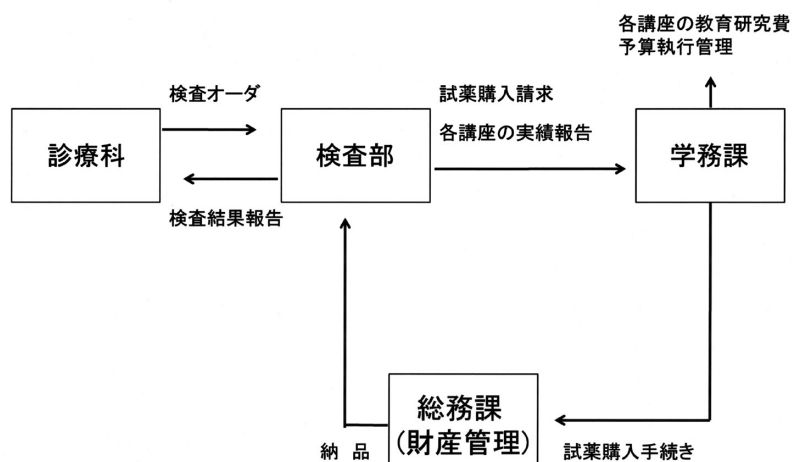 各講座の教育研究費
予算執行管理
検査オーダ
試薬購入請求
診療科
検査部
各講座の実績報告
学務課
検査結果報告
総務課
(財産管理)
納 品
試薬購入手続き